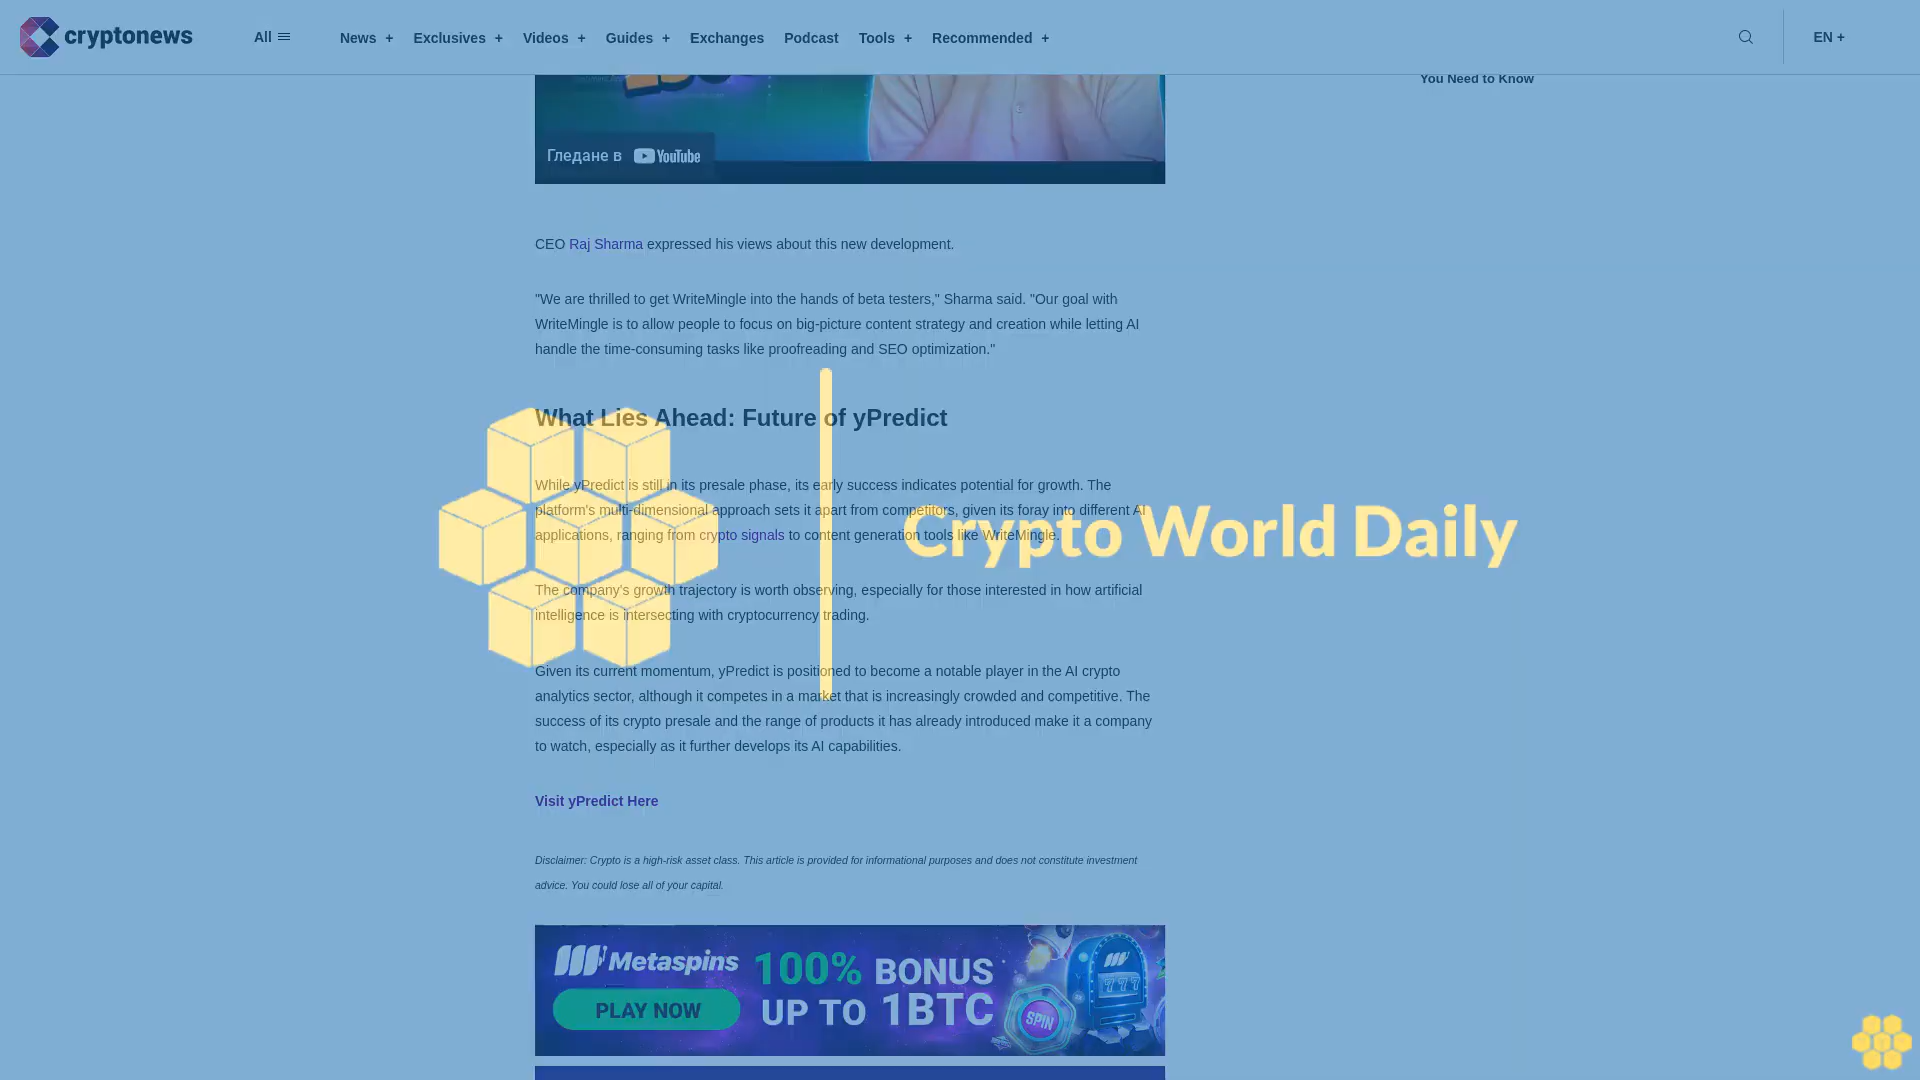 cryptonews
All
News +
Exclusives +
Videos +
Guides +
Exchanges
Podcast
Tools +
Recommended +
EN +
You Need to Know
Гледане в YouTube
CEO Raj Sharma expressed his views about this new development.
"We are thrilled to get WriteMingle into the hands of beta testers," Sharma said. "Our goal with
WriteMingle is to allow people to focus on big-picture content strategy and creation while letting AI
handle the time-consuming tasks like proofreading and SEO optimization."
What Lies Ahead: Future of yPredict
While yPredict is still in its presale phase, its early success indicates potential for growth. The
platform's multi-dimensional approach sets it apart from competitors, given its foray into different AI
applications, ranging from crypto signals to content generation tools like WriteMingle.
Crypto World Daily
The company's growth trajectory is worth observing, especially for those interested in how artificial
intelligence is intersecting with cryptocurrency trading.
Given its current momentum, yPredict is positioned to become a notable player in the AI crypto
analytics sector, although it competes in a market that is increasingly crowded and competitive. The
success of its crypto presale and the range of products it has already introduced make it a company
to watch, especially as it further develops its AI capabilities.
Visit yPredict Here
Disclaimer: Crypto is a high-risk asset class. This article is provided for informational purposes and does not constitute investment
advice. You could lose all of your capital.
Metaspins
PLAY NOW
100% BONUS
UP TO 1BTC
777
SPIN